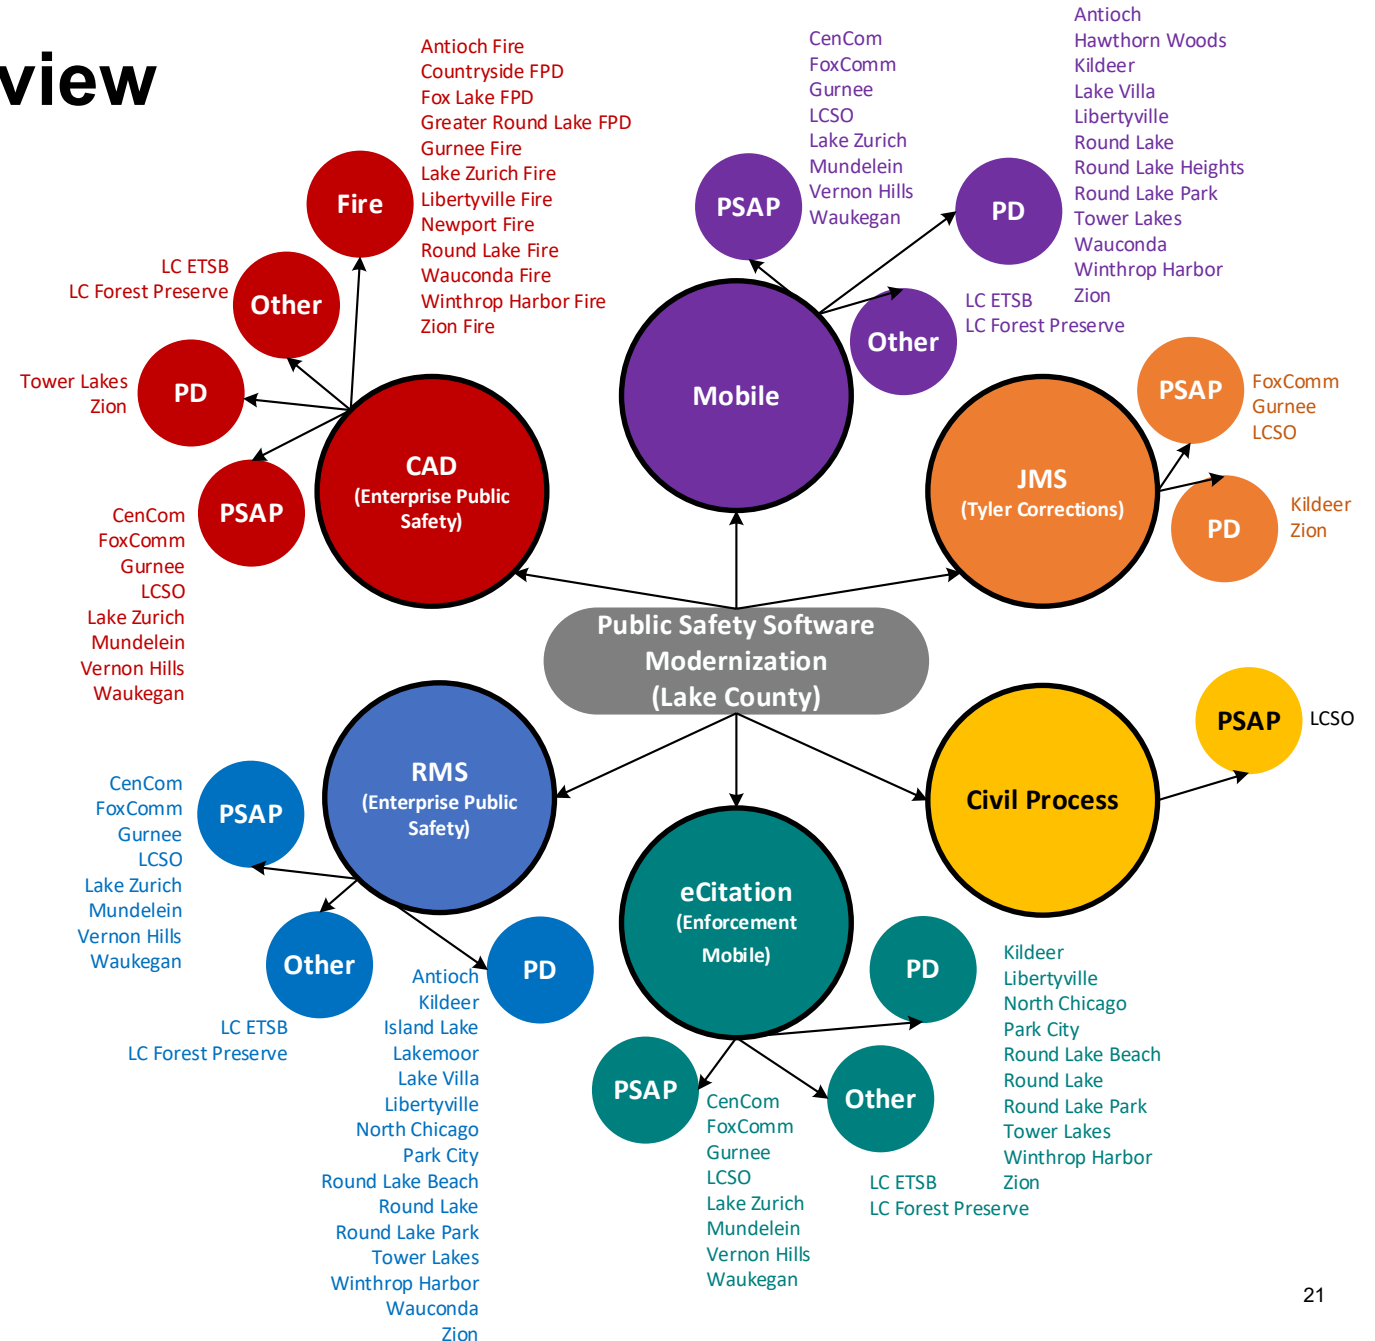 view
Antioch Fire
Countryside FPD
Fox Lake FPD
Greater Round Lake FPD
Gurnee Fire
Lake Zurich Fire
Libertyville Fire
Newport Fire
Round Lake Fire
Wauconda Fire
Winthrop Harbor Fire
Zion Fire
Fire
LC ETSB
LC Forest Preserve
Other
Tower Lakes
Zion
PD
PSAP
CenCom
FoxComm
Gurnee
LCSO
Lake Zurich
Mundelein
Vernon Hills
Waukegan
CAD
(Enterprise Public
Safety)
CenCom
FoxComm
Gurnee
LCSO
Lake Zurich
Mundelein
Vernon Hills
Waukegan
PSAP
PD
Antioch
Hawthorn Woods
Kildeer
Lake Villa
Libertyville
Round Lake
Round Lake Heights
Round Lake Park
Tower Lakes
Wauconda
Winthrop Harbor
Zion
Other
LC ETSB
LC Forest Preserve
Mobile
PSAP
FoxComm
Gurnee
LCSO
JMS
(Tyler Corrections)
PD
Kildeer
Zion
Public Safety Software
Modernization
(Lake County)
RMS
(Enterprise Public
Safety)
CenCom
FoxComm
Gurnee
LCSO
Lake Zurich
Mundelein
Vernon Hills
Waukegan
PSAP
Other
LC ETSB
LC Forest Preserve
PD
Antioch
Kildeer
Island Lake
Lakemoor
Lake Villa
Libertyville
North Chicago
Park City
Round Lake Beach
Round Lake
Round Lake Park
Tower Lakes
Winthrop Harbor
Wauconda
Zion
eCitation
(Enforcement
Mobile)
PSAP
CenCom
FoxComm
Gurnee
LCSO
Lake Zurich
Mundelein
Vernon Hills
Waukegan
Other
LC ETSB
LC Forest Preserve
PD
Kildeer
Libertyville
North Chicago
Park City
Round Lake Beach
Round Lake
Round Lake Park
Tower Lakes
Winthrop Harbor
Zion
Civil Process
PSAP
LCSO
21